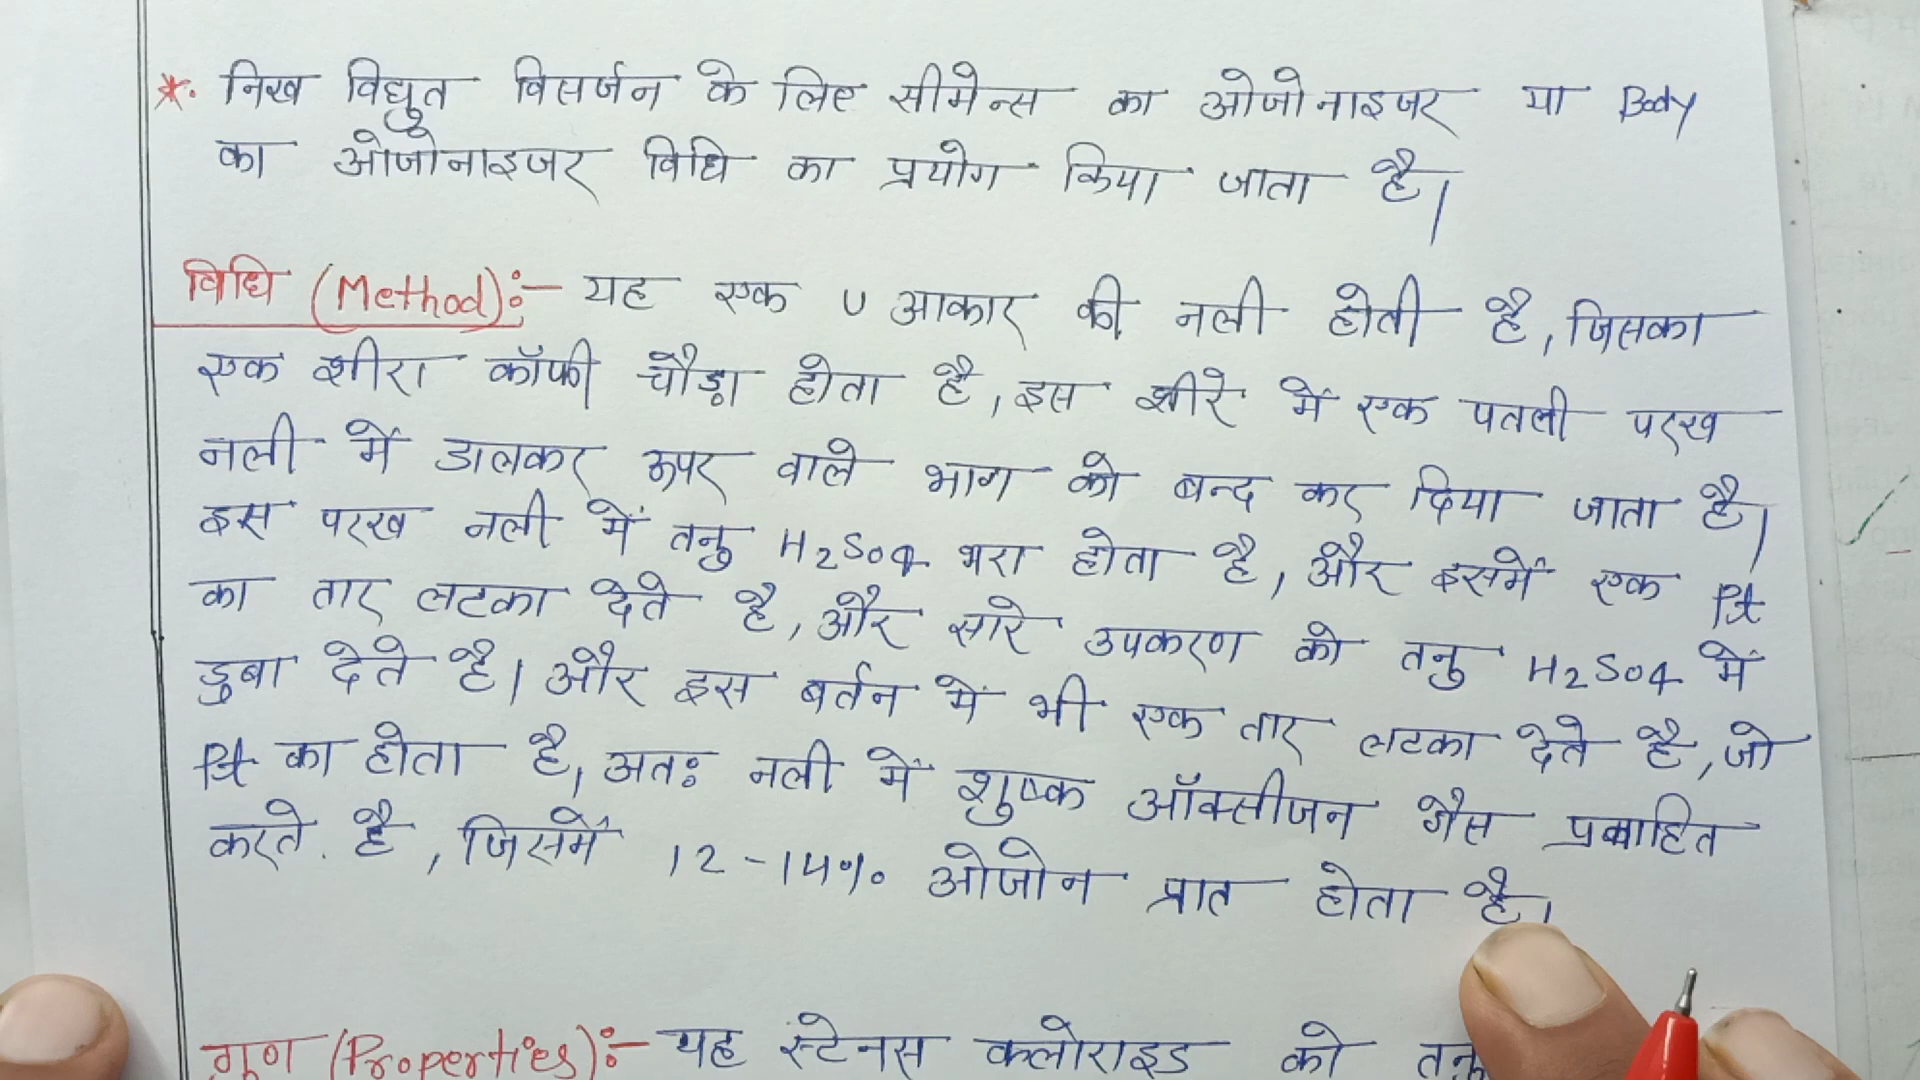 *. निख विद्युत विसर्जन के लिए सीमेन्स का ओजोनाइजर या Body
का ओजोनाइजर विधि का प्रयोग किया जाता है।
विधि (Method):- यह एक U आकार की नली होती है, जिसका
एक शीरा कॉफी चौड़ा होता है, इस शीरे में एक पतली परख
नली में डालकर ऊपर वाले भाग को बन्द कर दिया जाता है।
इस परख नली में तनु H2SO4 भरा होता है, और इसमें एक Pt
का तार लटका देते है, और सारे उपकरण को तनु H2SO4 में
डुबा देते है। और इस बर्तन में भी एक तार लटका देते है, जो
Pt का होता है, अतः नली में शुष्क ऑक्सीजन गैस प्रवाहित
करते है, जिसमें 12-14% ओजोन प्रात होता है।
गुण (Properties):- यह स्टेनस क्लोराइड को तनु